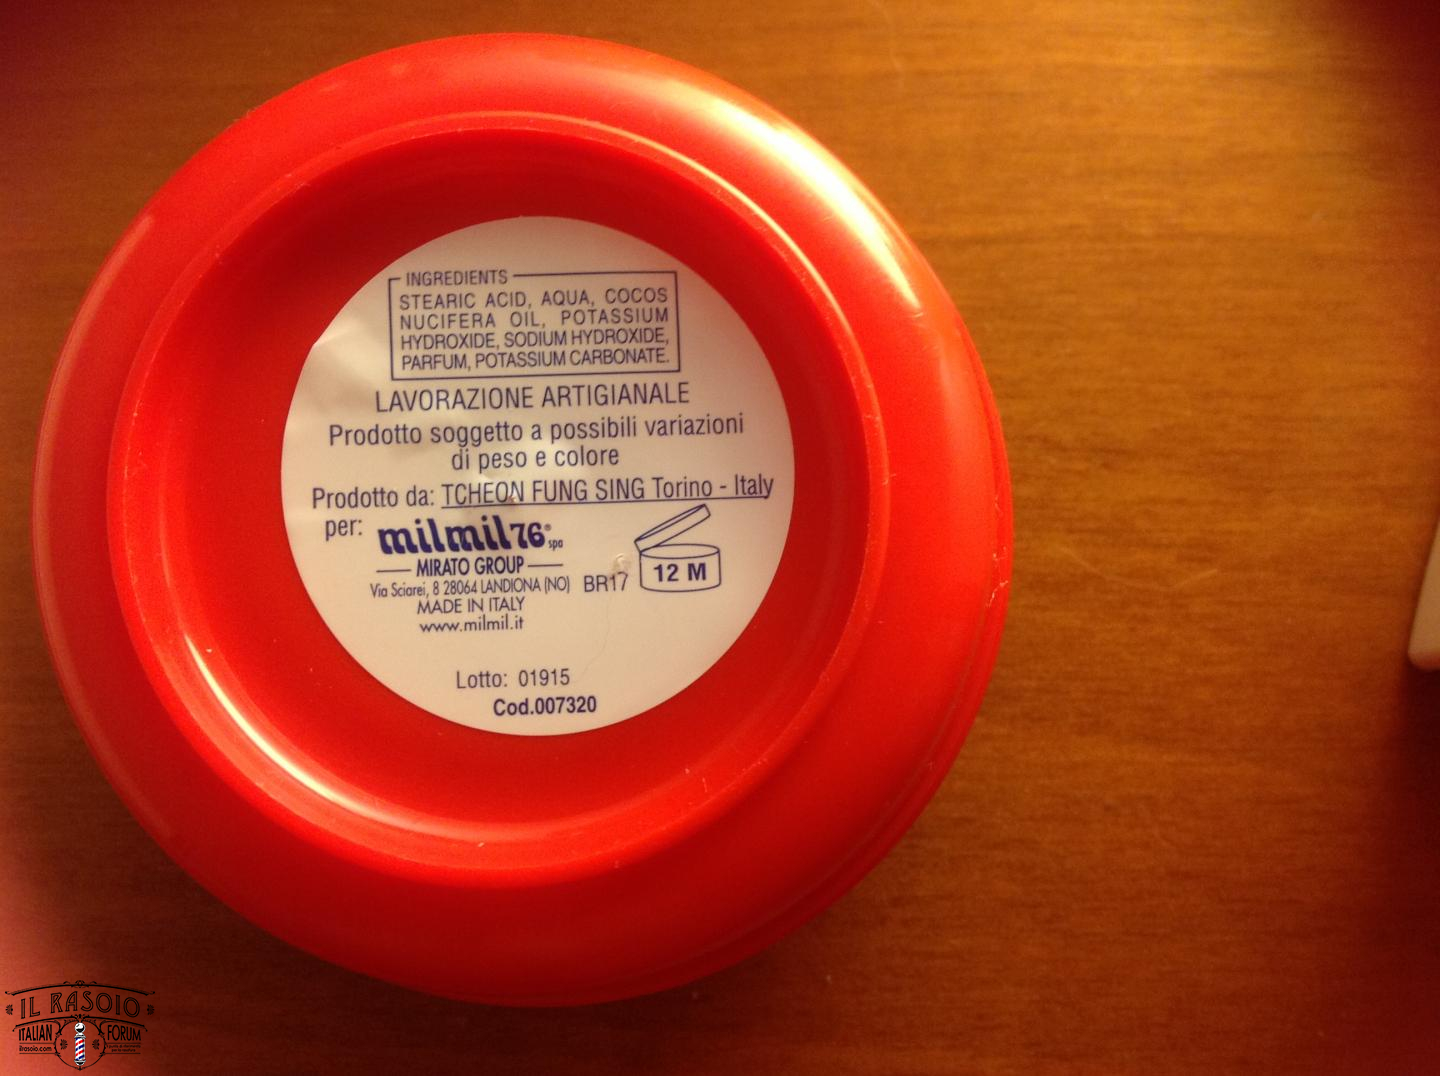 INGREDIENTS
STEARIC ACID, AQUA, COCOS
NUCIFERA OIL, POTASSIUM
HYDROXIDE, SODIUM HYDROXIDE,
PARFUM, POTASSIUM CARBONATE.
LAVORAZIONE ARTIGIANALE
Prodotto soggetto a possibili variazioni
di peso e colore
Prodotto da: TCHEON FUNG SING Torino - Italy
per: milmil76® spa
MIRATO GROUP
Via Sciarei, 8 28064 LANDIONA (NO)
MADE IN ITALY
www.milmil.it
BR17
12 M
Lotto: 01915
Cod.007320
IL RASOIO
ITALIAN FORUM
ilrasoio.com